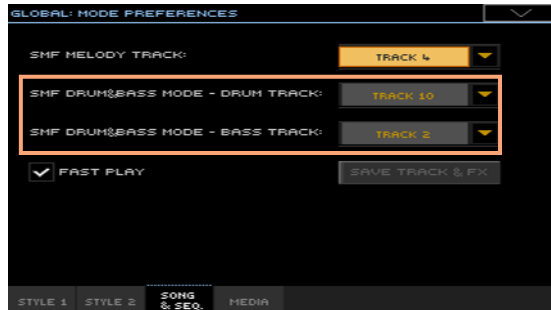 GLOBAL: MODE PREFERENCES
SMF MELODY TRACK: TRACK 4
SMF DRUM&BASS MODE - DRUM TRACK: TRACK 10
SMF DRUM&BASS MODE - BASS TRACK: TRACK 2
FAST PLAY SAVE TRACK & FX
STYLE 1 STYLE 2 SONG & SEQ. MEDIA